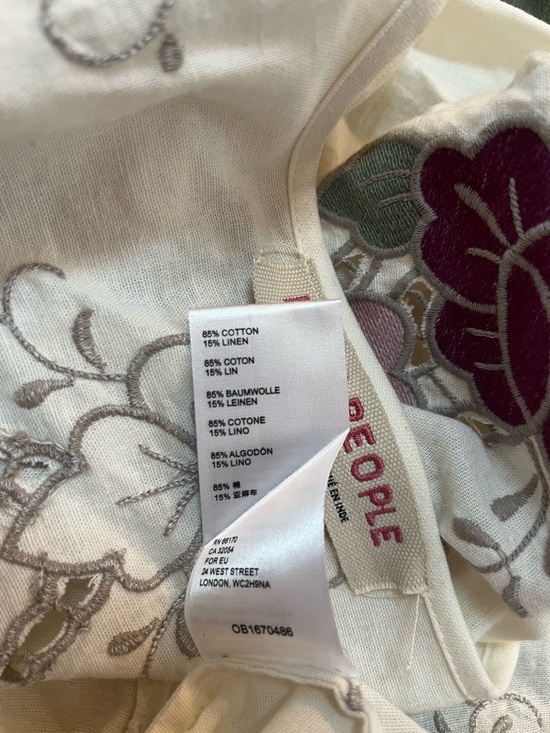 85% COTTON
15% LINEN
85% COTON
15% LIN
85% BAUMWOLLE
15% LEINEN
85% COTONE
15% LINO
85% ALGODÓN
15% LINO
85% 棉
15% 亚麻布
RN 66170
CA 32054
FOR EU
24 WEST STREET
LONDON, WC2H9NA
OB1670486
PEOPLE
EN INDE